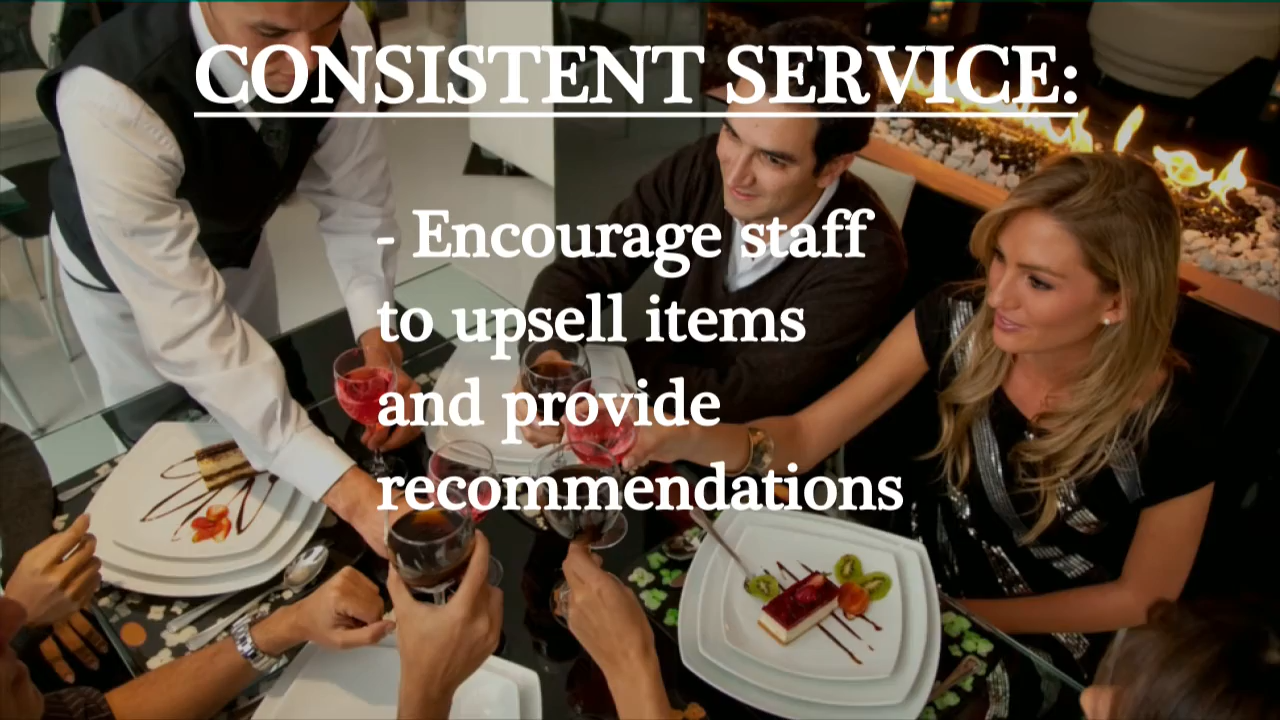 CONSISTENT SERVICE:
- Encourage staff
to upsell items
and provide
recommendations